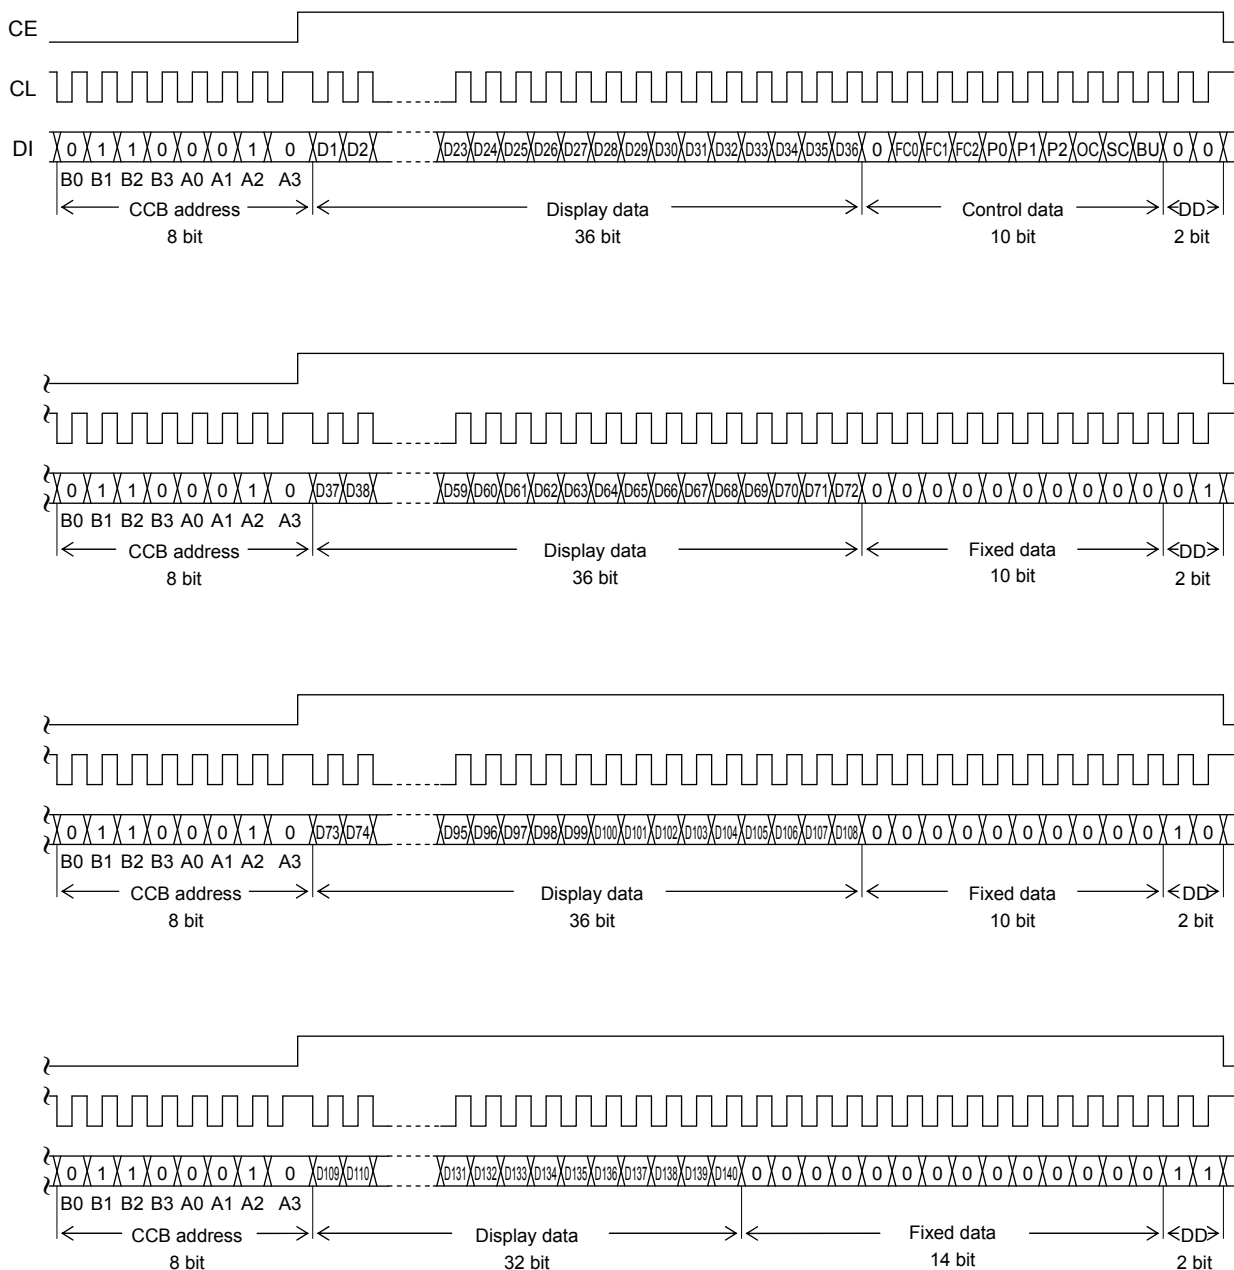 CE
CL
DI 0 1 1 0 0 0 1 0 D1 D2 D23 D24 D25 D26 D27 D28 D29 D30 D31 D32 D33 D34 D35 D36 0 FC0 FC1 FC2 P0 P1 P2 OC SC BU 0 0
B0 B1 B2 B3 A0 A1 A2 A3
CCB address Display data Control data DD
8 bit 36 bit 10 bit 2 bit
0 1 1 0 0 0 1 0 D37 D38 D59 D60 D61 D62 D63 D64 D65 D66 D67 D68 D69 D70 D71 D72 0 0 0 0 0 0 0 0 0 0 0 1
B0 B1 B2 B3 A0 A1 A2 A3
CCB address Display data Fixed data DD
8 bit 36 bit 10 bit 2 bit
0 1 1 0 0 0 1 0 D73 D74 D95 D96 D97 D98 D99 D100 D101 D102 D103 D104 D105 D106 D107 D108 0 0 0 0 0 0 0 0 0 0 1 0
B0 B1 B2 B3 A0 A1 A2 A3
CCB address Display data Fixed data DD
8 bit 36 bit 10 bit 2 bit
0 1 1 0 0 0 1 0 D109 D110 D131 D132 D133 D134 D135 D136 D137 D138 D139 D140 0 0 0 0 0 0 0 0 0 0 0 0 0 0 1 1
B0 B1 B2 B3 A0 A1 A2 A3
CCB address Display data Fixed data DD
8 bit 32 bit 14 bit 2 bit